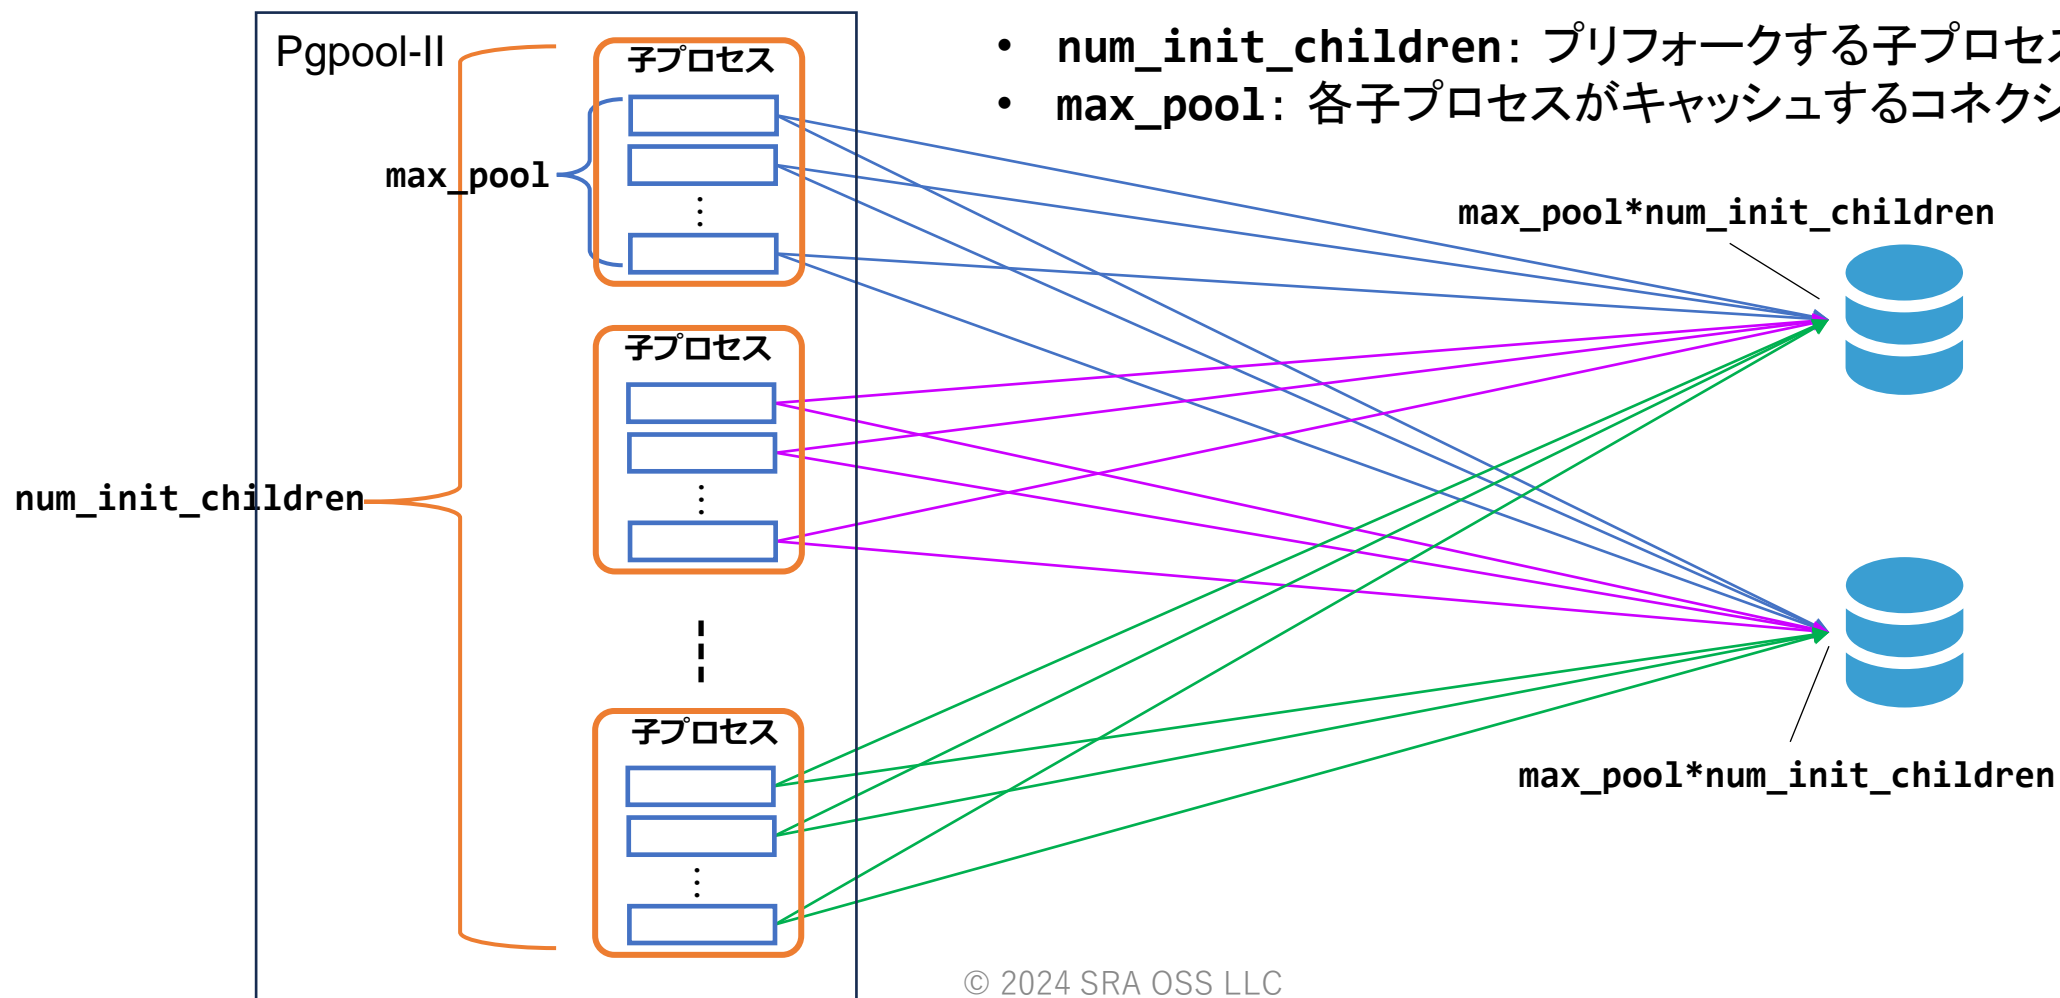 Pgpool-II
子プロセス
max_pool
⋮
子プロセス
⋮
num_init_children
子プロセス
⋮
• num_init_children: プリフォークする子プロセ
• max_pool: 各子プロセスがキャッシュするコネクシ
max_pool*num_init_children
max_pool*num_init_children
© 2024 SRA OSS LLC